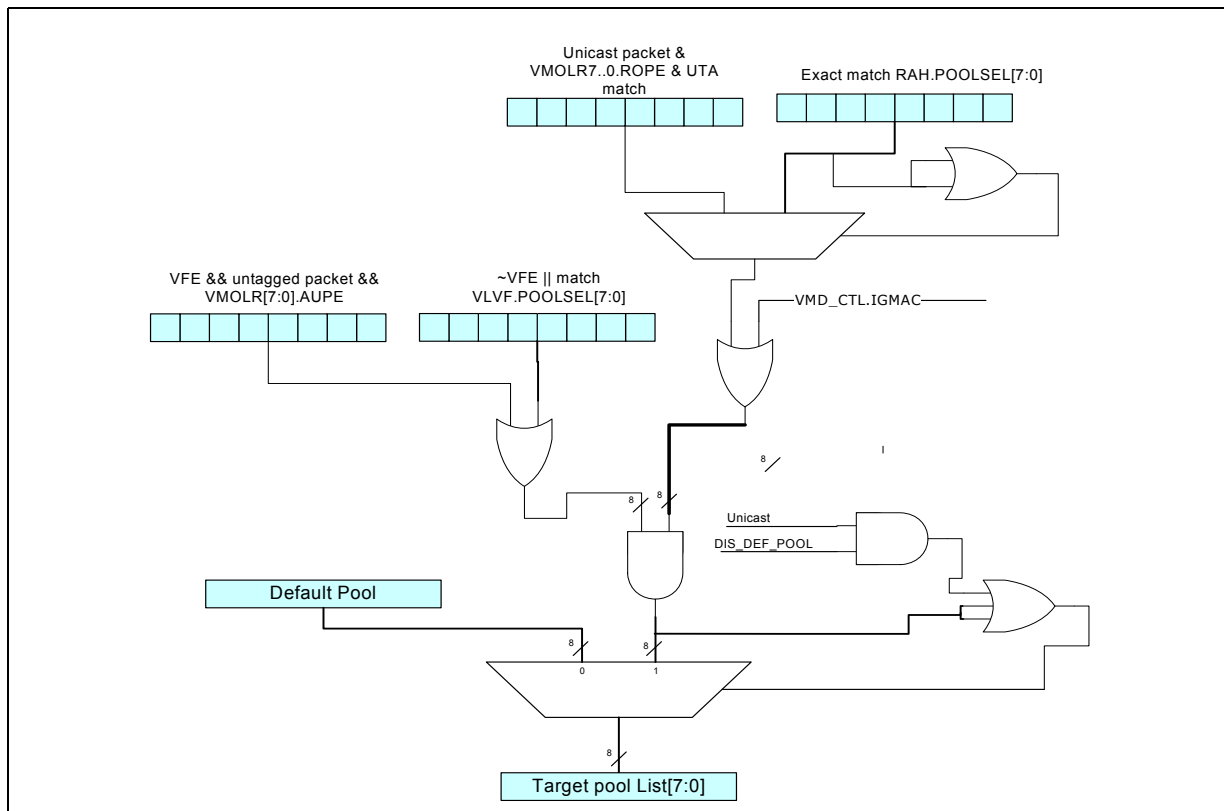 Unicast packet &
VMOLR7..0.ROPE & UTA
match
Exact match RAH.POOLSEL[7:0]
VFE && untagged packet &&
VMOLR[7:0].AUPE
~VFE || match
VLVF.POOLSEL[7:0]
VMD_CTL.IGMAC
8
I
8
8
Unicast
DIS_DEF_POOL
Default Pool
8
8
0
1
8
Target pool List[7:0]